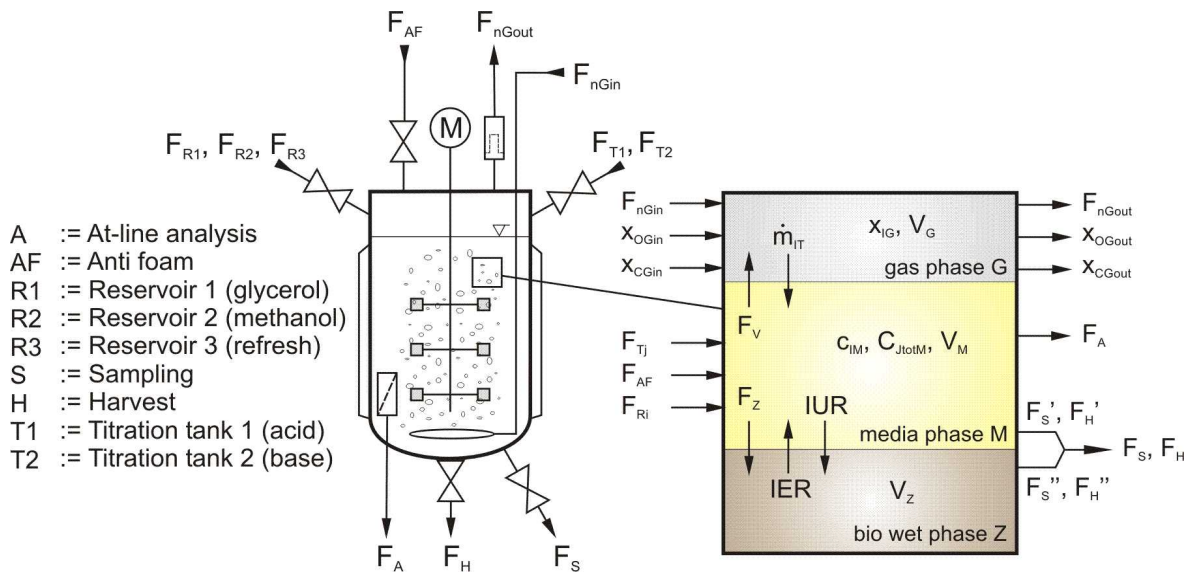 F_AF
F_nGout
F_nGin
M
F_R1, F_R2, F_R3
F_T1, F_T2
A := At-line analysis
AF := Anti foam
R1 := Reservoir 1 (glycerol)
R2 := Reservoir 2 (methanol)
R3 := Reservoir 3 (refresh)
S := Sampling
H := Harvest
T1 := Titration tank 1 (acid)
T2 := Titration tank 2 (base)
F_A
F_H
F_S
F_nGin
x_OGin
x_CGin
x_IG, V_G
ṁ_IT
gas phase G
F_nGout
x_OGout
x_CGout
F_V
F_Tj
F_AF
F_Ri
c_IM, C_JtotM, V_M
F_A
F_Z
IUR
media phase M
F_S', F_H'
F_S, F_H
F_S'', F_H''
IER
V_Z
bio wet phase Z